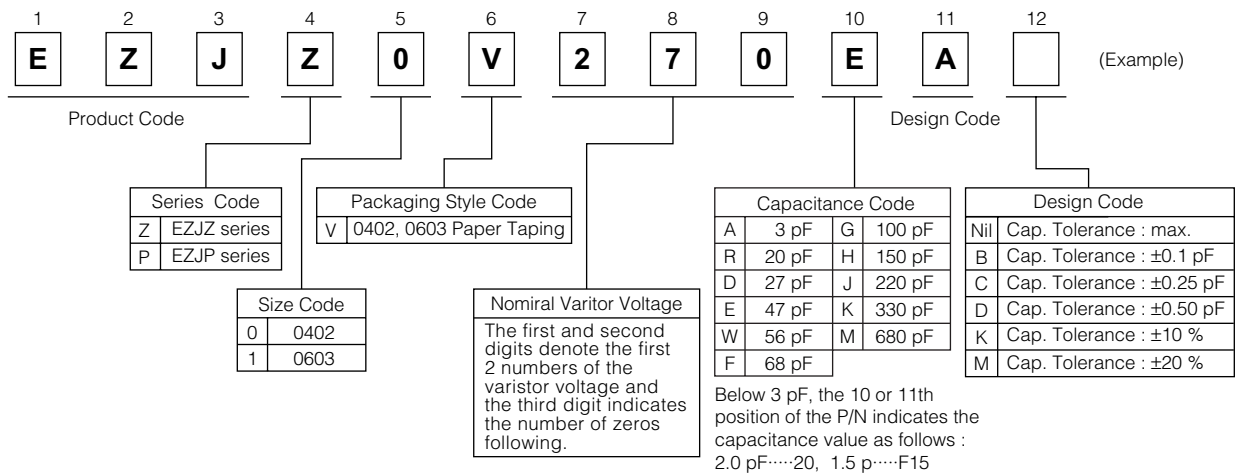 1 2 3 4 5 6 7 8 9 10 11 12
E Z J Z 0 V 2 7 0 E A (Example)
Product Code
Design Code
Series Code
Z EZJZ series
P EZJP series
Packaging Style Code
V 0402, 0603 Paper Taping
Size Code
0 0402
1 0603
Nomiral Varitor Voltage
The first and second
digits denote the first
2 numbers of the
varistor voltage and
the third digit indicates
the number of zeros
following.
Capacitance Code
A 3 pF G 100 pF
R 20 pF H 150 pF
D 27 pF J 220 pF
E 47 pF K 330 pF
W 56 pF M 680 pF
F 68 pF
Below 3 pF, the 10 or 11th
position of the P/N indicates the
capacitance value as follows :
2.0 pF·····20, 1.5 p·····F15
Design Code
Nil Cap. Tolerance : max.
B Cap. Tolerance : ±0.1 pF
C Cap. Tolerance : ±0.25 pF
D Cap. Tolerance : ±0.50 pF
K Cap. Tolerance : ±10 %
M Cap. Tolerance : ±20 %